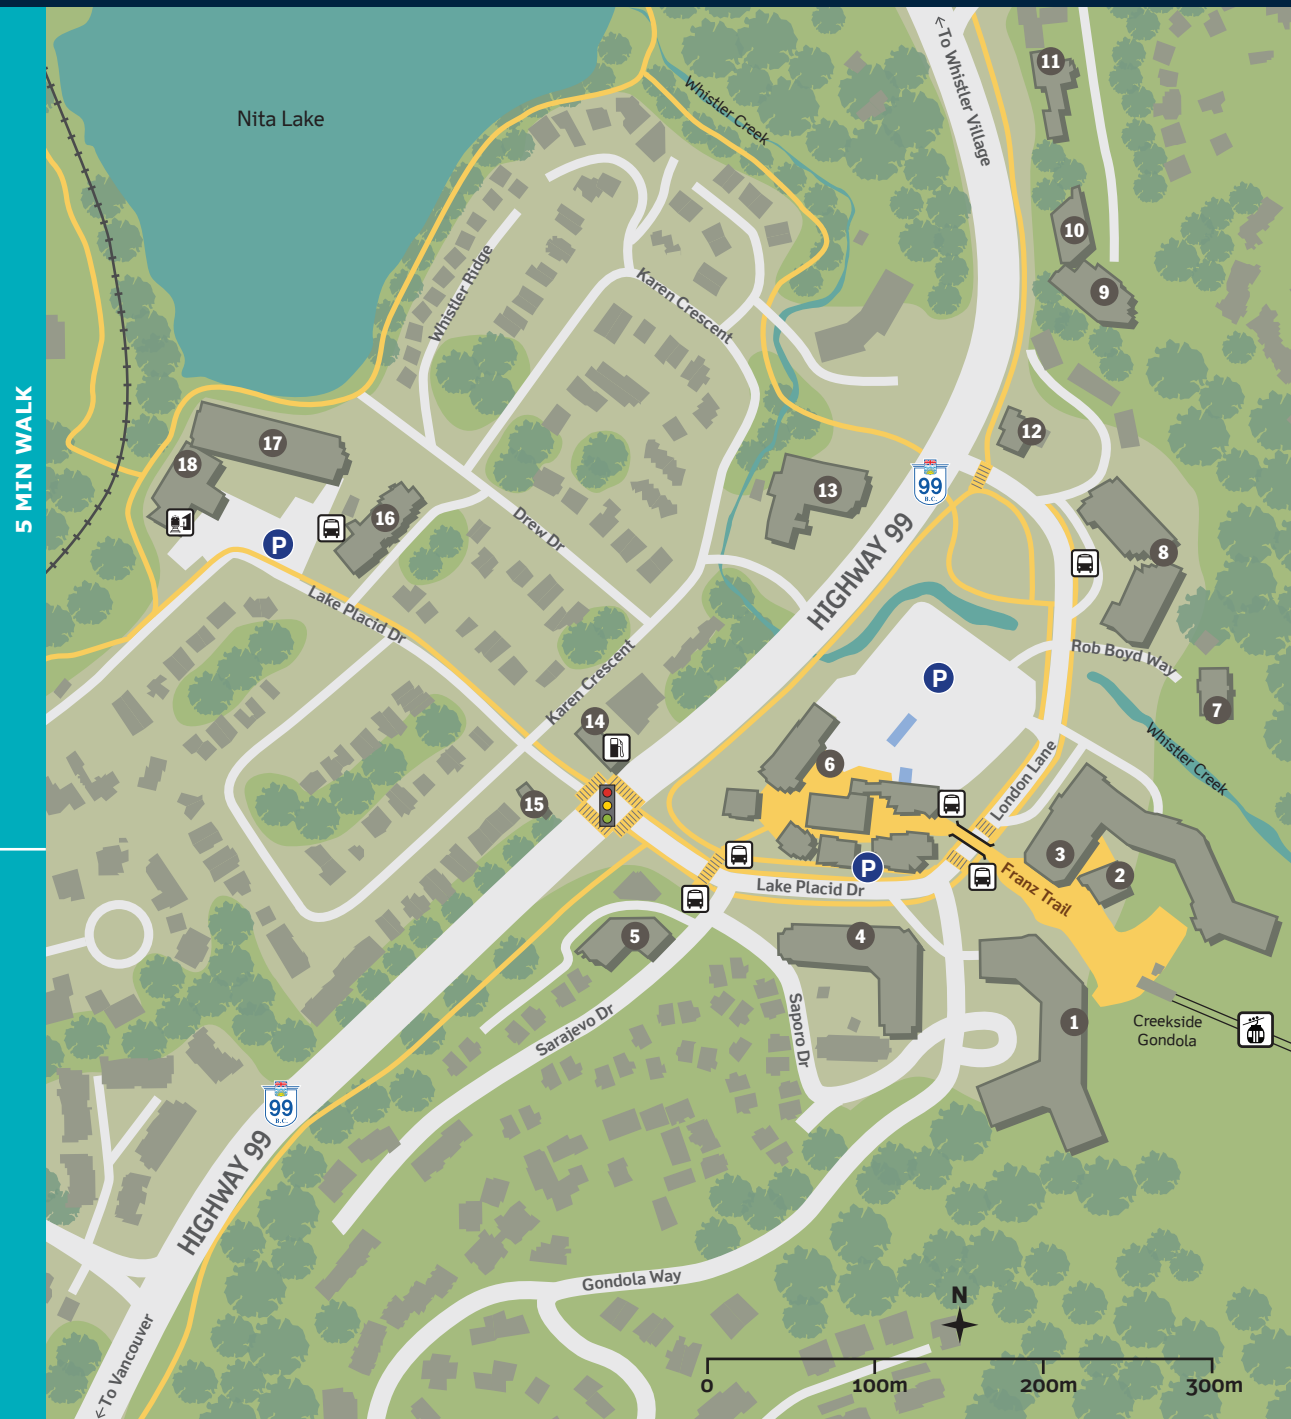 5 MIN WALK
Nita Lake
Whistler Creek
←To Whistler Village
11
10
9
Whistler Ridge
Karen Crescent
12
17
18
16
13
99
B.C.
8
P
Drew Dr
HIGHWAY 99
Lake Placid Dr
Karen Crescent
Rob Boyd Way
P
7
14
6
London Lane
Whistler Creek
15
3
2
P
Lake Placid Dr
Franz Trail
5
4
Saporo Dr
Sarajevo Dr
1
Creekside
Gondola
99
B.C.
HIGHWAY 99
Gondola Way
←To Vancouver
N
0 100m 200m 300m